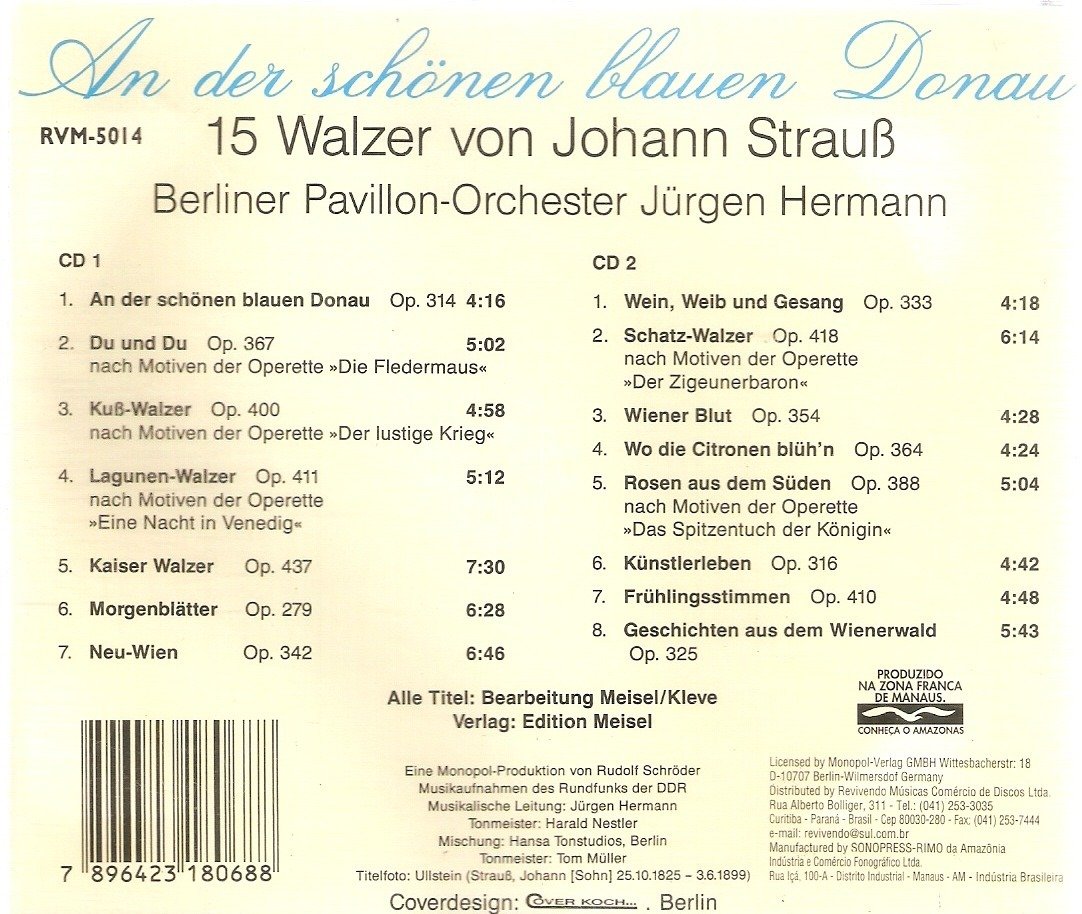 An der schönen blauen Donau
RVM-5014
15 Walzer von Johann Strauß
Berliner Pavillon-Orchester Jürgen Hermann
CD 1
1. An der schönen blauen Donau Op. 314 4:16
2. Du und Du Op. 367 5:02
nach Motiven der Operette »Die Fledermaus«
3. Kuß-Walzer Op. 400 4:58
nach Motiven der Operette »Der lustige Krieg«
4. Lagunen-Walzer Op. 411 5:12
nach Motiven der Operette
»Eine Nacht in Venedig«
5. Kaiser Walzer Op. 437 7:30
6. Morgenblätter Op. 279 6:28
7. Neu-Wien Op. 342 6:46
CD 2
1. Wein, Weib und Gesang Op. 333 4:18
2. Schatz-Walzer Op. 418 6:14
nach Motiven der Operette
»Der Zigeunerbaron«
3. Wiener Blut Op. 354 4:28
4. Wo die Citronen blüh'n Op. 364 4:24
5. Rosen aus dem Süden Op. 388 5:04
nach Motiven der Operette
»Das Spitzentuch der Königin«
6. Künstlerleben Op. 316 4:42
7. Frühlingsstimmen Op. 410 4:48
8. Geschichten aus dem Wienerwald 5:43
Op. 325
Alle Titel: Bearbeitung Meisel/Kleve
Verlag: Edition Meisel
PRODUZIDO
NA ZONA FRANCA
DE MANAUS.
CONHEÇA O AMAZONAS
7 896423 180688
Eine Monopol-Produktion von Rudolf Schröder
Musikaufnahmen des Rundfunks der DDR
Musikalische Leitung: Jürgen Hermann
Tonmeister: Harald Nestler
Mischung: Hansa Tonstudios, Berlin
Tonmeister: Tom Müller
Titelfoto: Ullstein (Strauß, Johann [Sohn] 25.10.1825 – 3.6.1899)
Coverdesign: COVER KOCH... . Berlin
Licensed by Monopol-Verlag GMBH Wittesbacherstr: 18
D-10707 Berlin-Wilmersdof Germany
Distributed by Revivendo Músicas Comércio de Discos Ltda.
Rua Alberto Bolliger, 311 - Tel.: (041) 253-3035
Curitiba - Paraná - Brasil - Cep 80030-280 - Fax: (041) 253-7444
e-mail: revivendo@sul.com.br
Manufactured by SONOPRESS-RIMO da Amazônia
Indústria e Comércio Fonográfico Ltda.
Rua Içá, 100-A - Distrito Industrial - Manaus - AM - Indústria Brasileira